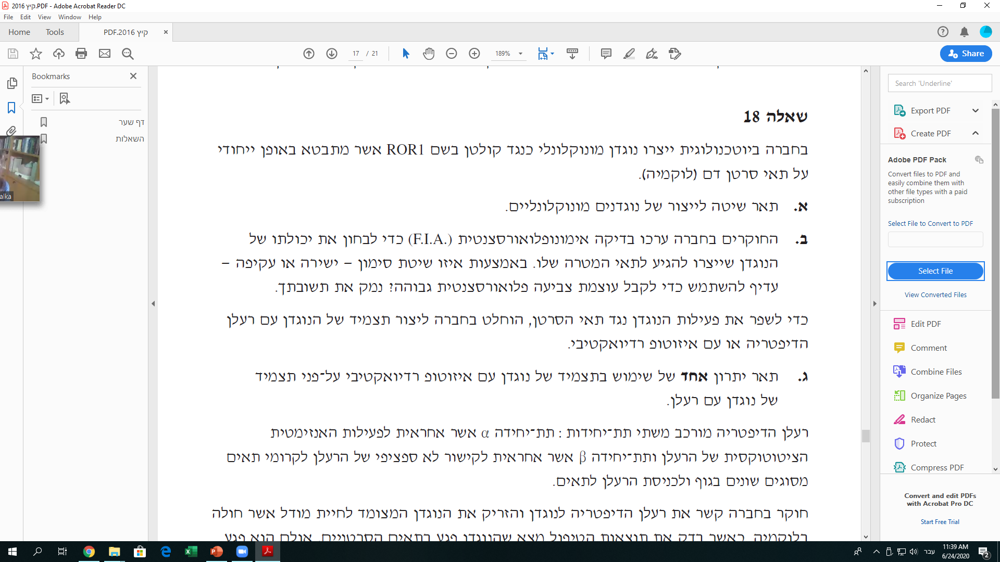 קיץ 2016.PDF - Adobe Acrobat Reader DC
File Edit View Window Help
Home Tools קיץ 2016.PDF
17 / 21 189% Share
Bookmarks
דף שער
השאלות
alka
שאלה 18
בחברה ביוטכנולוגית ייצרו נוגדן מונוקלונלי כנגד קולטן בשם ROR1 אשר מתבטא באופן ייחודי
על תאי סרטן דם (לוקמיה).
א. תאר שיטה לייצור של נוגדנים מונוקלונליים.
ב. החוקרים בחברה ערכו בדיקה אימונופלואורסצנטית (F.I.A.) כדי לבחון את יכולתו של
הנוגדן שייצרו להגיע לתאי המטרה שלו. באמצעות איזו שיטת סימון – ישירה או עקיפה –
עדיף להשתמש כדי לקבל עוצמת צביעה פלואורסצנטית גבוהה? נמק את תשובתך.
כדי לשפר את פעילות הנוגדן נגד תאי הסרטן, הוחלט בחברה ליצור תצמיד של הנוגדן עם רעלן
הדיפטריה או עם איזוטופ רדיואקטיבי.
ג. תאר יתרון אחד של שימוש בתצמיד של נוגדן עם איזוטופ רדיואקטיבי על־פני תצמיד
של נוגדן עם רעלן.
רעלן הדיפטריה מורכב משתי תת־יחידות : תת־יחידה α אשר אחראית לפעילות האנזימטית
הציטוטוקסית של הרעלן ותת־יחידה β אשר אחראית לקישור לא ספציפי של הרעלן לקרומי תאים
מסוגים שונים בגוף ולכניסת הרעלן לתאים.
חוקר בחברה קשר את רעלן הדיפטריה לנוגדן והזריק את הנוגדן המצומד לחיית מודל אשר חולה
בלוקמיה. כאשר בדק את תוצאות הטיפול מצא שהנוגדן פגע בתאים הסרטניים, אולם הוא פגע
Search 'Underline'
Export PDF
Create PDF
Adobe PDF Pack
Convert files to PDF and
easily combine them with
other file types with a paid
subscription
Select File to Convert to PDF
Select File
View Converted Files
Edit PDF
Comment
Combine Files
Organize Pages
Redact
Protect
Compress PDF
Convert and edit PDFs
with Acrobat Pro DC
Start Free Trial
עבר
11:39 AM
6/24/2020
2